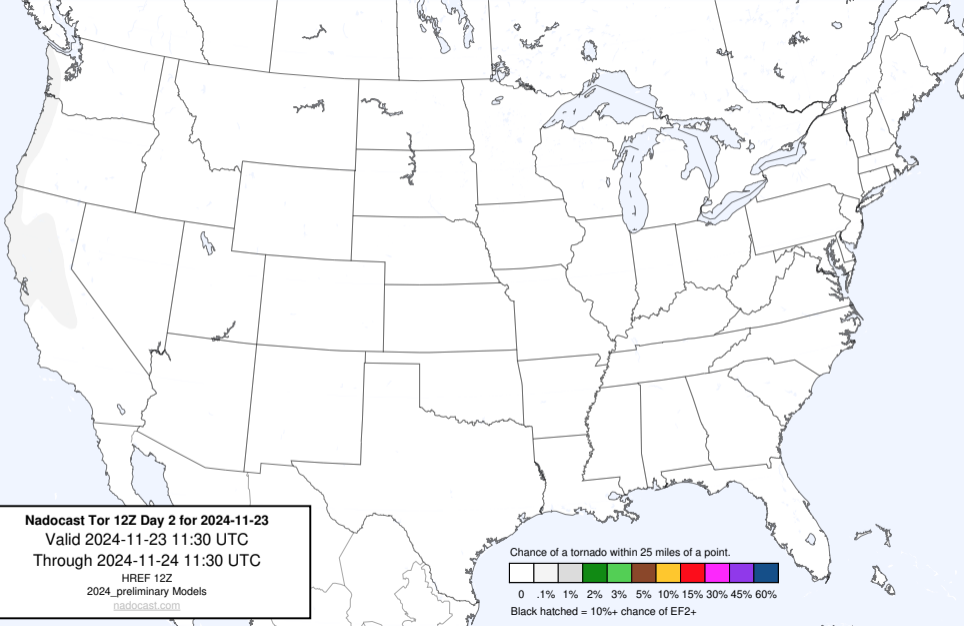 Nadocast Tor 12Z Day 2 for 2024-11-23
Valid 2024-11-23 11:30 UTC
Through 2024-11-24 11:30 UTC
HREF 12Z
2024_preliminary Models
nadocast.com
Chance of a tornado within 25 miles of a point.
0 .1% 1% 2% 3% 5% 10% 15% 30% 45% 60%
Black hatched = 10%+ chance of EF2+